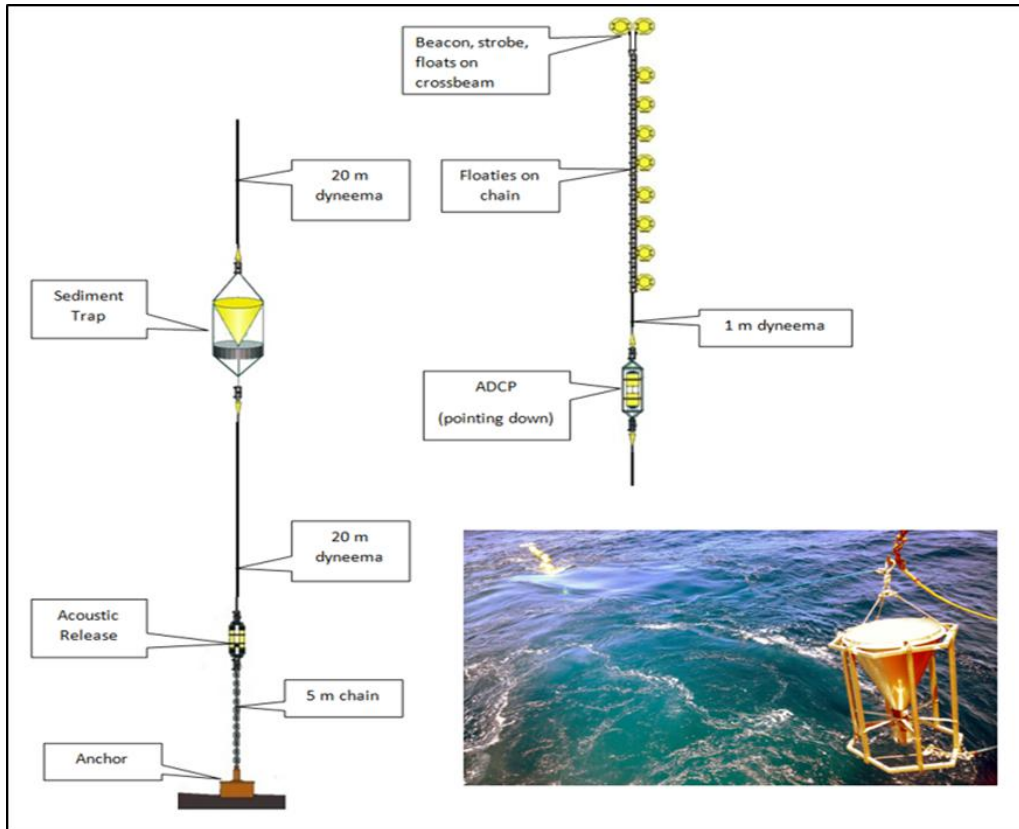 Beacon, strobe,
floats on
crossbeam
20 m
dyneema
Floaties on
chain
Sediment
Trap
1 m dyneema
ADCP
(pointing down)
20 m
dyneema
Acoustic
Release
5 m chain
Anchor